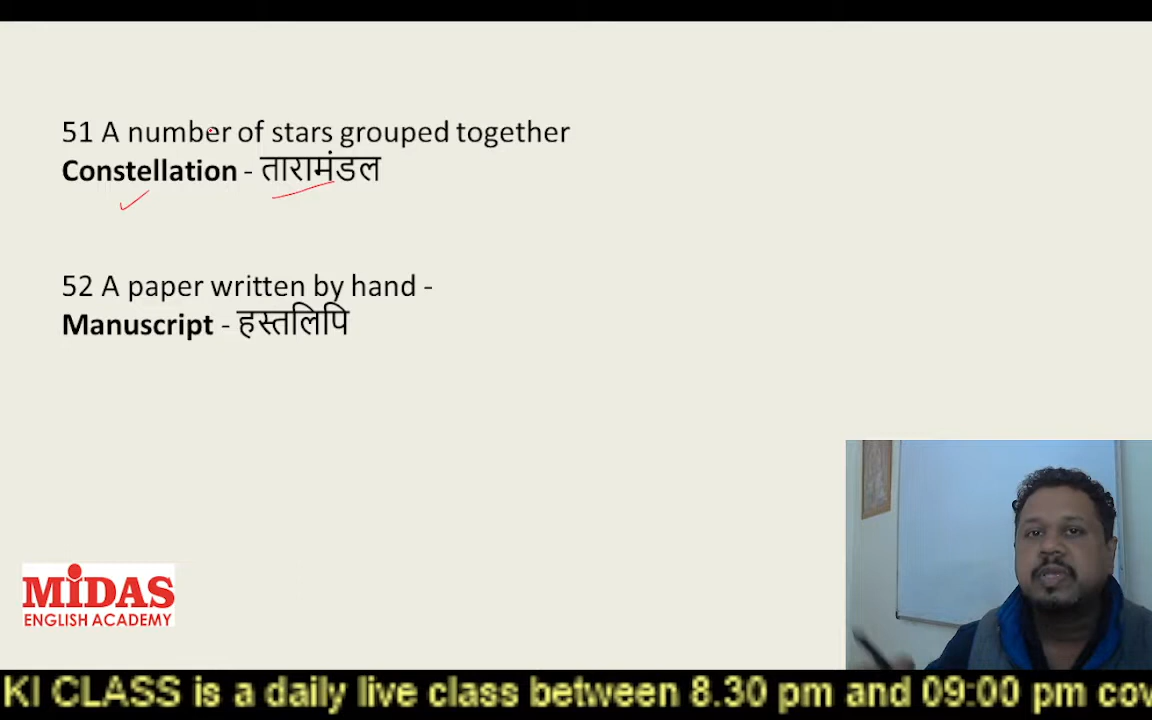 51 A number of stars grouped together
Constellation - तारामंडल
52 A paper written by hand -
Manuscript - हस्तलिपि
MiDAS
ENGLISH ACADEMY
KI CLASS is a daily live class between 8.30 pm and 09:00 pm cov